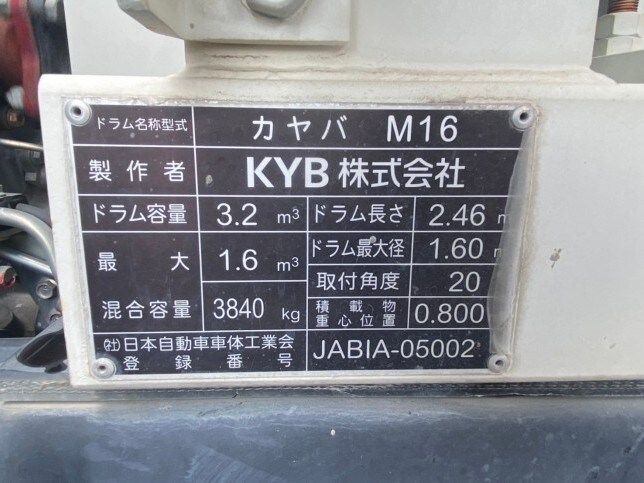 ドラム名称型式 カヤバ M16
製作者 KYB株式会社
ドラム容量 3.2 m³ ドラム長さ 2.46
最大 1.6 m³ ドラム最大径 1.60
混合容量 3840 kg 取付角度 20
積載物重心位置 0.800
㈳日本自動車車体工業会
登録番号 JABIA-05002